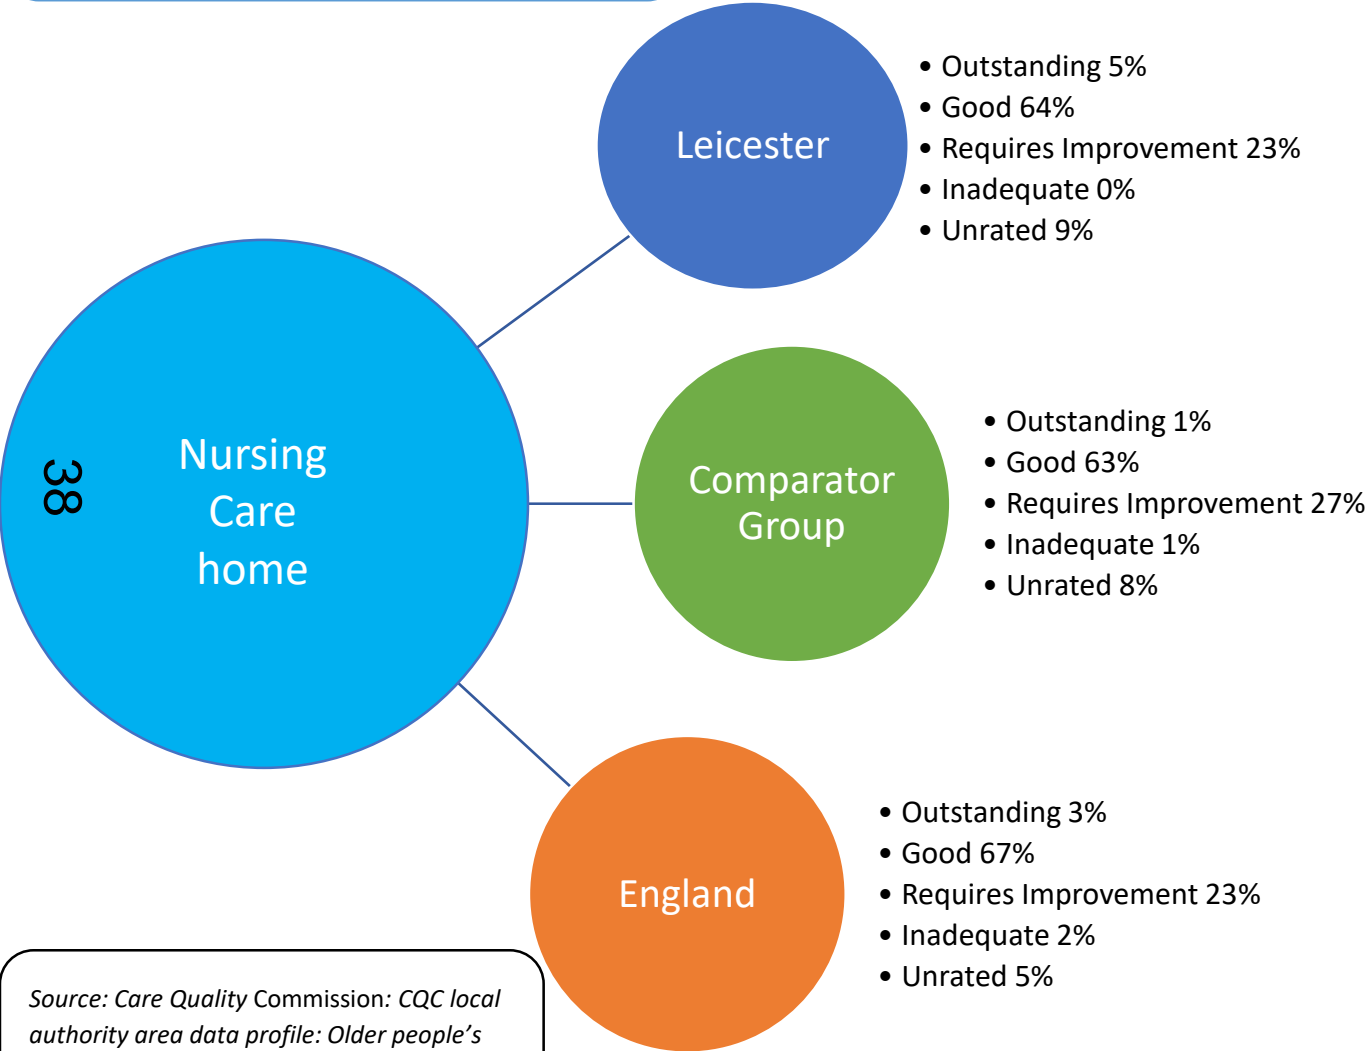 Leicester
• Outstanding 5%
• Good 64%
• Requires Improvement 23%
• Inadequate 0%
• Unrated 9%
38
Nursing
Care
home
Comparator
Group
• Outstanding 1%
• Good 63%
• Requires Improvement 27%
• Inadequate 1%
• Unrated 8%
England
• Outstanding 3%
• Good 67%
• Requires Improvement 23%
• Inadequate 2%
• Unrated 5%
Source: Care Quality Commission: CQC local
authority area data profile: Older people’s